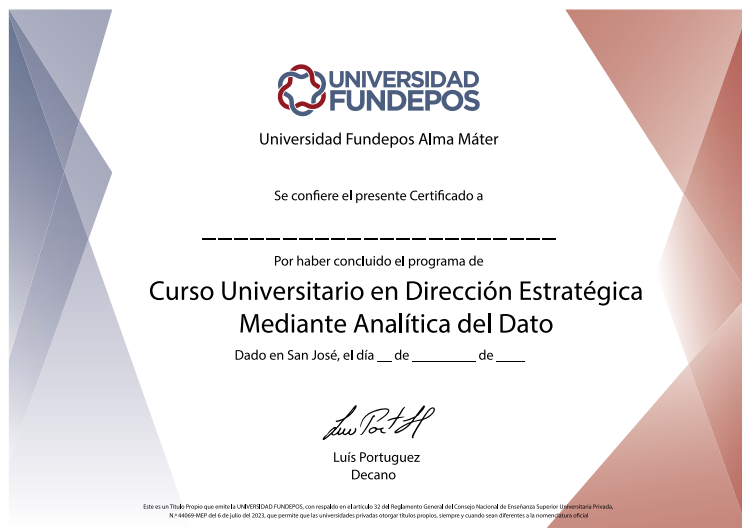 UNIVERSIDAD
FUNDEPOS
Universidad Fundepos Alma Máter
Se confiere el presente Certificado a
Por haber concluido el programa de
Curso Universitario en Dirección Estratégica
Mediante Analítica del Dato
Dado en San José, el día __ de _________ de ____
Luís Portuguez
Decano
Este es un Título Propio que emite la UNIVERSIDAD FUNDEPOS, con respaldo en el artículo 32 del Reglamento General del Consejo Nacional de Enseñanza Superior Universitaria Privada,
N.º 44069-MEP del 6 de julio del 2023, que permite que las universidades privadas otorgar títulos propios, siempre y cuando sean diferentes a la nomenclatura oficial